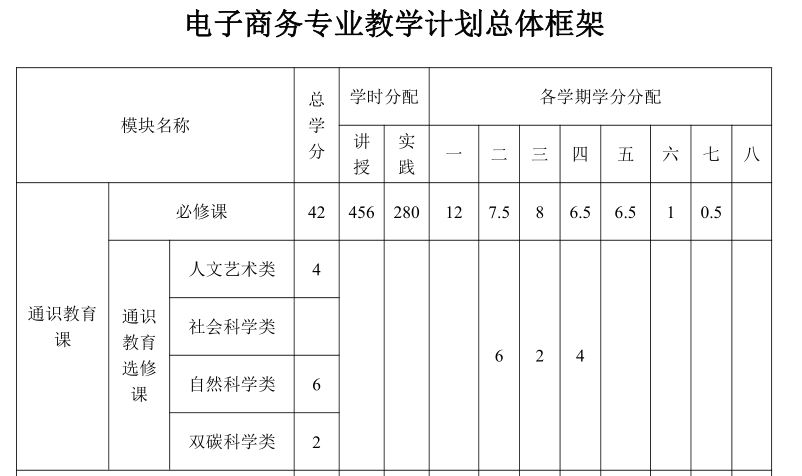 电子商务专业教学计划总体框架
模块名称 总学分 学时分配 各学期学分分配
讲授 实践 一 二 三 四 五 六 七 八
通识教育课 必修课 42 456 280 12 7.5 8 6.5 6.5 1 0.5
通识教育选修课 人文艺术类 4 6 2 4
社会科学类
自然科学类 6
双碳科学类 2